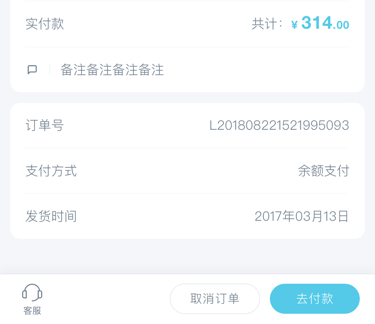 实付款 共计：¥ 314.00
备注备注备注备注
订单号 L201808221521995093
支付方式 余额支付
发货时间 2017年03月13日
客服 取消订单 去付款